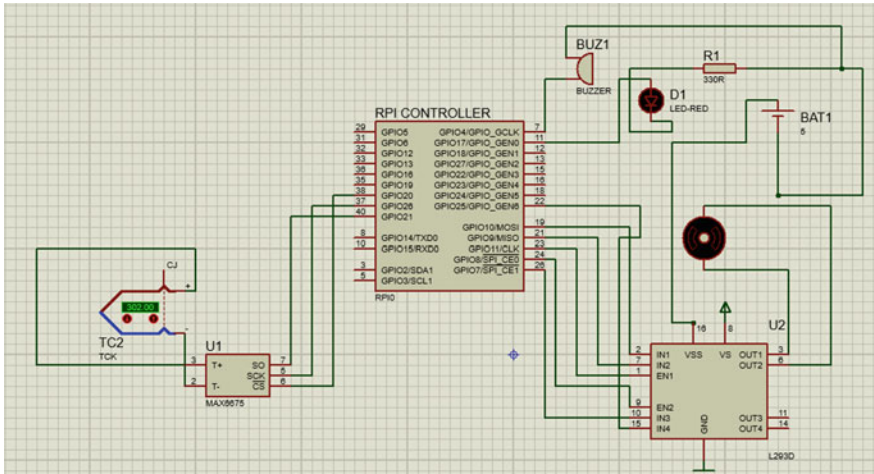 BUZ1
BUZZER
R1
330R
D1
LED-RED
BAT1
5
RPI CONTROLLER
29 GPIO5 GPIO4/GPIO_GCLK 7
31 GPIO6 GPIO17/GPIO_GEN0 11
32 GPIO12 GPIO18/GPIO_GEN1 12
33 GPIO13 GPIO27/GPIO_GEN2 13
36 GPIO16 GPIO22/GPIO_GEN3 15
35 GPIO19 GPIO23/GPIO_GEN4 16
38 GPIO20 GPIO24/GPIO_GEN5 18
37 GPIO26 GPIO25/GPIO_GEN6 22
40 GPIO21
GPIO10/MOSI 19
8 GPIO14/TXD0 GPIO9/MISO 21
10 GPIO15/RXD0 GPIO11/CLK 23
GPIO8/SPI_CE0 24
3 GPIO2/SDA1 GPIO7/SPI_CE1 26
5 GPIO3/SCL1
RPI0
CJ
+
302.00
-
TC2
TCK
U1
3 T+ SO 7
SCK 5
2 T- CS 6
MAX6675
U2
16 8
2 IN1 VSS VS OUT1 3
7 IN2 OUT2 6
1 EN1
9 EN2
10 IN3 OUT3 11
15 IN4 GND OUT4 14
L293D